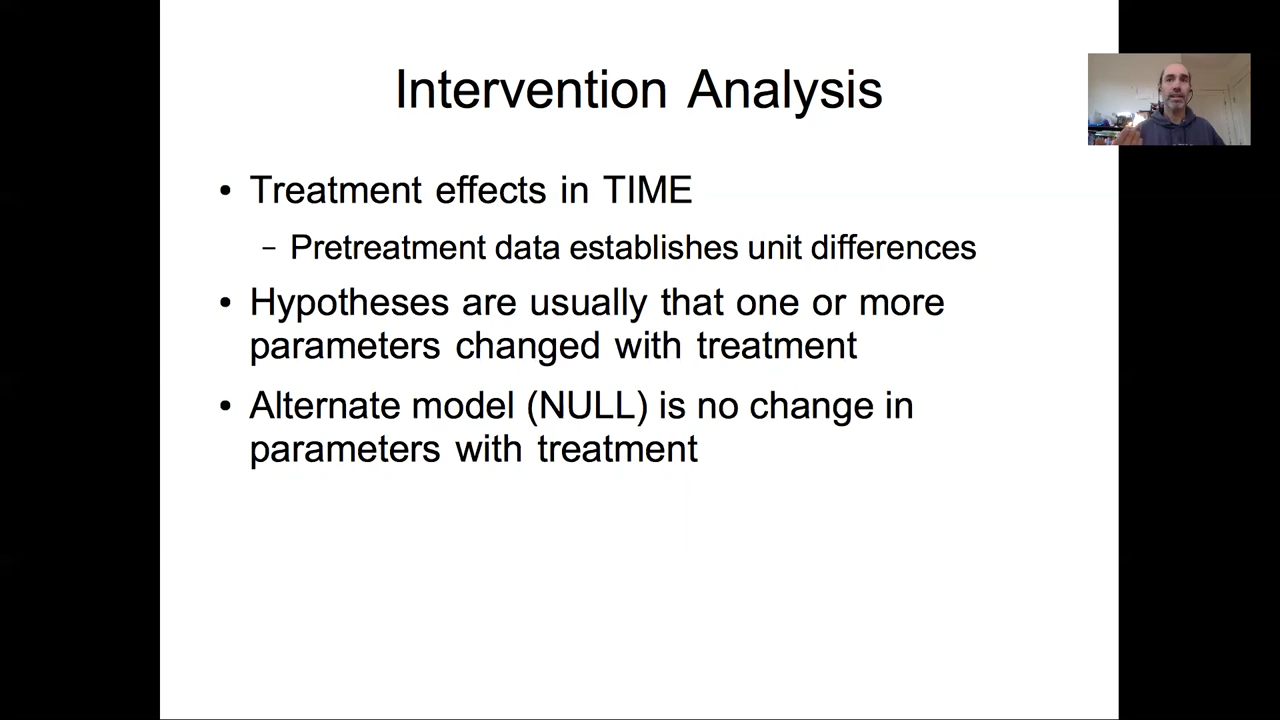 Intervention Analysis
• Treatment effects in TIME
– Pretreatment data establishes unit differences
• Hypotheses are usually that one or more
parameters changed with treatment
• Alternate model (NULL) is no change in
parameters with treatment